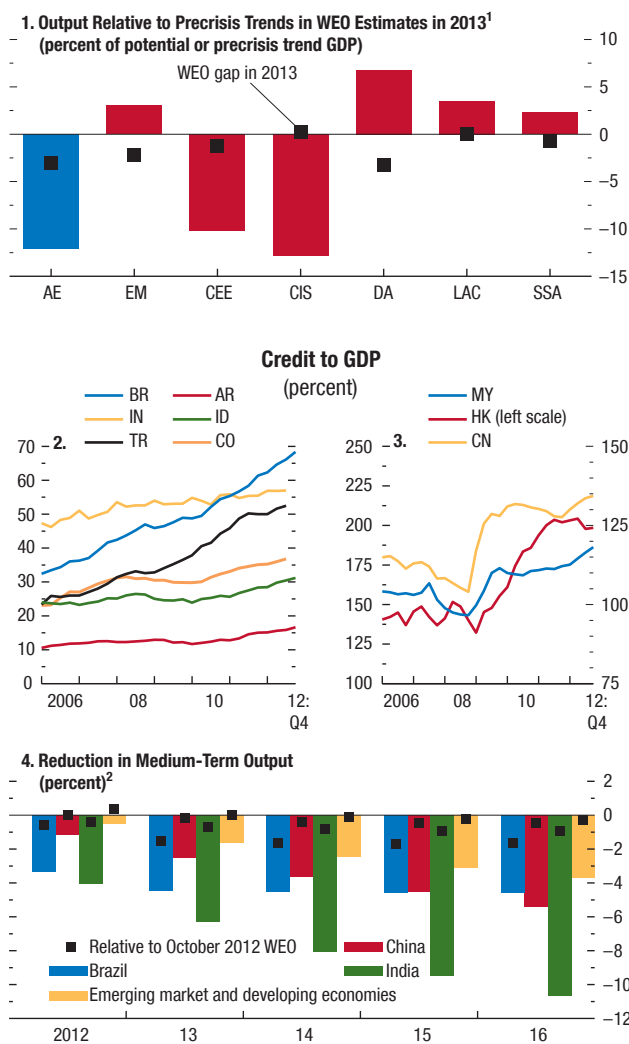 1. Output Relative to Precrisis Trends in WEO Estimates in 2013¹
(percent of potential or precrisis trend GDP)
WEO gap in 2013
10
5
0
−5
−10
−15
AE EM CEE CIS DA LAC SSA
Credit to GDP
(percent)
BR AR
IN ID
TR CO
MY
HK (left scale)
CN
2.
70
60
50
40
30
20
10
0
2006 08 10 12:
Q4
3.
250
225
200
175
150
125
100
150
125
100
75
2006 08 10 12:
Q4
4. Reduction in Medium-Term Output
(percent)²
2
0
−2
−4
−6
−8
−10
−12
Relative to October 2012 WEO China
Brazil India
Emerging market and developing economies
2012 13 14 15 16